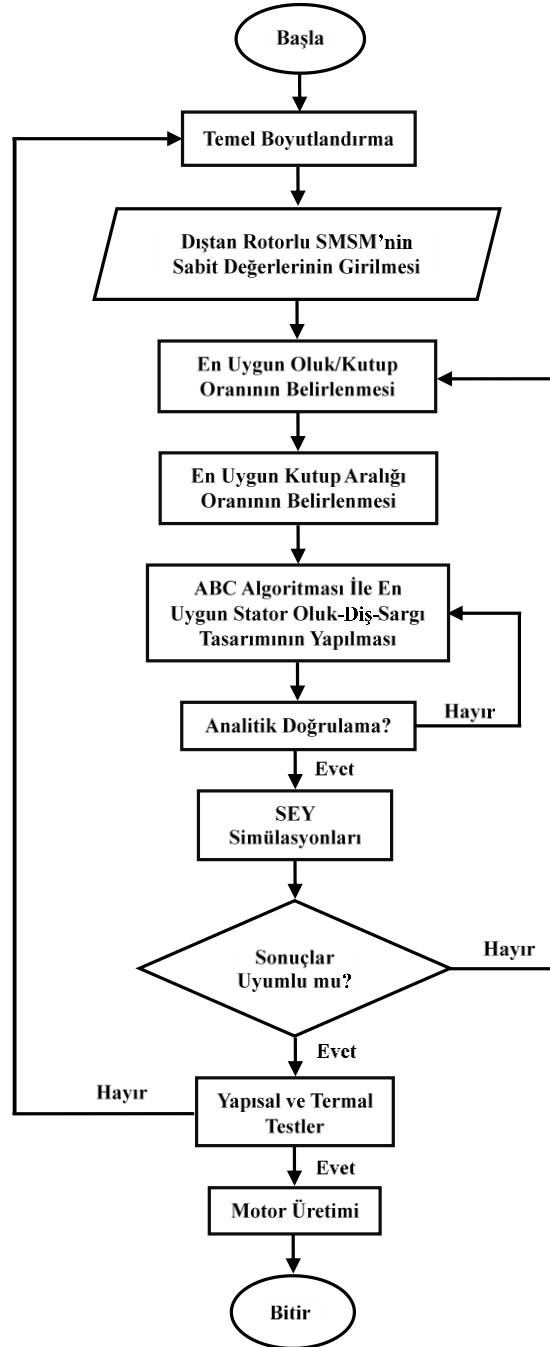 Başla
Temel Boyutlandırma
Dıştan Rotorlu SMSM'nin
Sabit Değerlerinin Girilmesi
En Uygun Oluk/Kutup
Oranının Belirlenmesi
En Uygun Kutup Aralığı
Oranının Belirlenmesi
ABC Algoritması İle En
Uygun Stator Oluk-Diş-Sargı
Tasarımının Yapılması
Analitik Doğrulama?
Hayır
Evet
SEY
Simülasyonları
Sonuçlar
Uyumlu mu?
Hayır
Evet
Hayır
Yapısal ve Termal
Testler
Evet
Motor Üretimi
Bitir